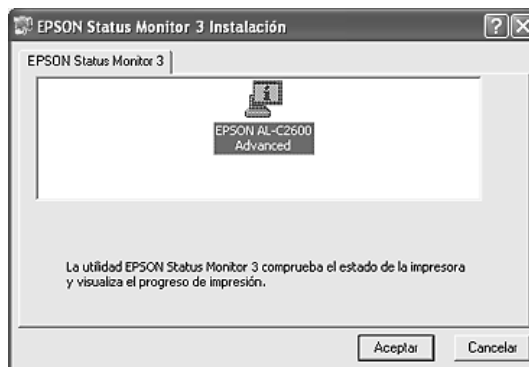 EPSON Status Monitor 3 Instalación
EPSON Status Monitor 3
EPSON AL-C2600
Advanced
La utilidad EPSON Status Monitor 3 comprueba el estado de la impresora
y visualiza el progreso de impresión.
Aceptar Cancelar